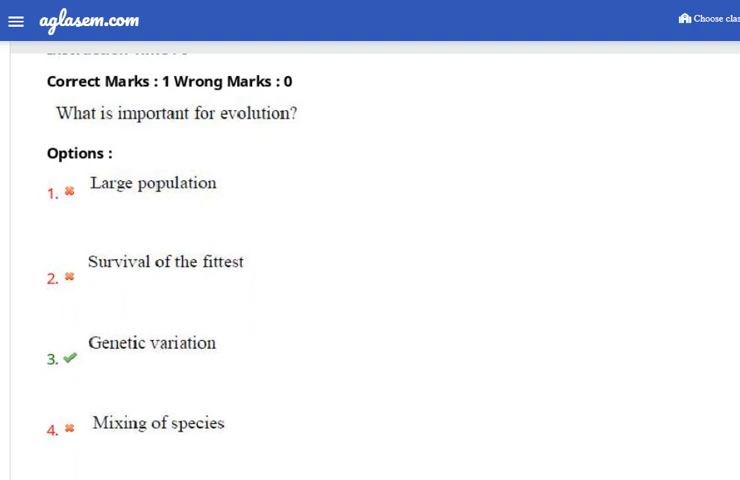 aglasem.com
Choose clas
Correct Marks : 1 Wrong Marks : 0
What is important for evolution?
Options :
1. Large population
2. Survival of the fittest
3. Genetic variation
4. Mixing of species